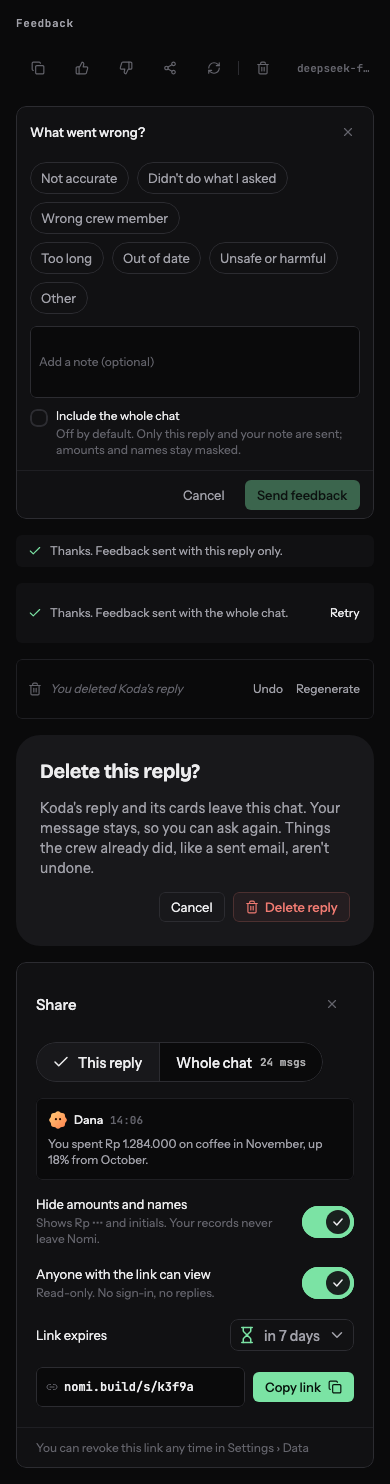 Feedback
deepseek-f…
What went wrong?
Not accurate
Didn't do what I asked
Wrong crew member
Too long
Out of date
Unsafe or harmful
Other
Add a note (optional)
Include the whole chat
Off by default. Only this reply and your note are sent;
amounts and names stay masked.
Cancel
Send feedback
Thanks. Feedback sent with this reply only.
Thanks. Feedback sent with the whole chat.
Retry
You deleted Koda's reply
Undo
Regenerate
Delete this reply?
Koda's reply and its cards leave this chat. Your
message stays, so you can ask again. Things
the crew already did, like a sent email, aren't
undone.
Cancel
Delete reply
Share
This reply
Whole chat 24 msgs
Dana 14:06
You spent Rp 1.284.000 on coffee in November, up
18% from October.
Hide amounts and names
Shows Rp ••• and initials. Your records never
leave Nomi.
Anyone with the link can view
Read-only. No sign-in, no replies.
Link expires
in 7 days
nomi.build/s/k3f9a
Copy link
You can revoke this link any time in Settings › Data